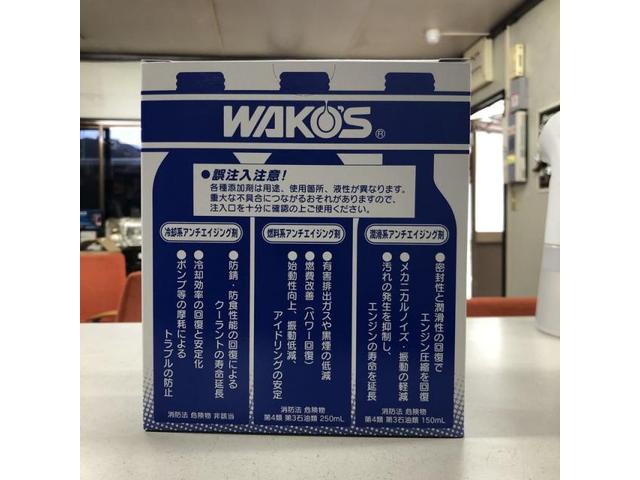 WAKO'S®
●誤注入注意！
各種添加剤は用途、使用箇所、液性が異なります。
重大な不具合につながるおそれがありますので、
注入口を十分に確認の上ご使用ください。
冷却系アンチエイジング剤
●防錆・防食性能の回復による
クーラントの寿命延長
●冷却効率の回復と安定化
●ポンプ等の摩耗による
トラブルの防止
消防法 危険物 非該当
燃料系アンチエイジング剤
●有害排出ガスや黒煙の低減
●燃費改善（パワー回復）
●始動性向上、振動低減、
アイドリングの安定
消防法 危険物
第4類 第3石油類 250mL
潤滑系アンチエイジング剤
●密封性と潤滑性の回復で
エンジン圧縮を回復
●メカニカルノイズ・振動の軽減
●汚れの発生を抑制し、
エンジンの寿命を延長
消防法 危険物
第4類 第3石油類 150mL